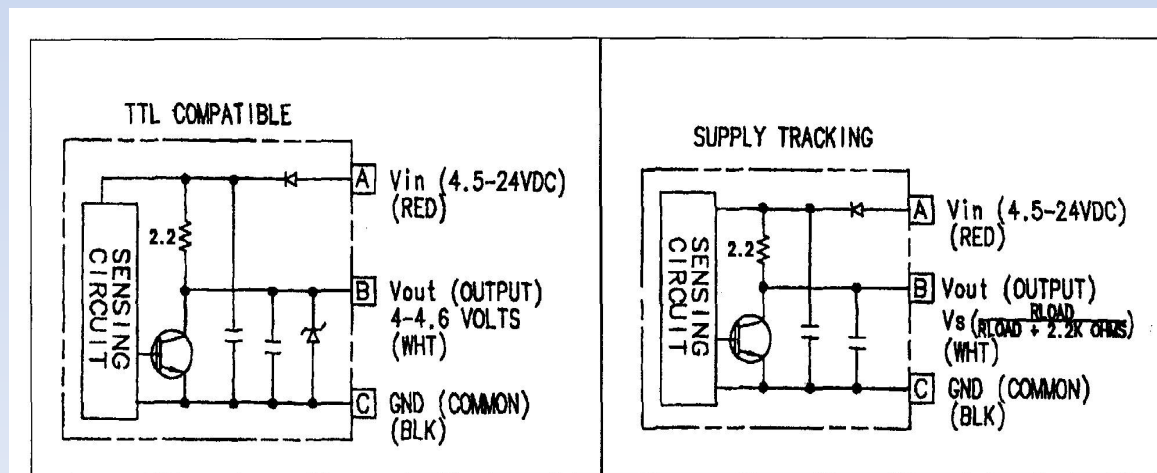 TTL COMPATIBLE
A Vin (4.5-24VDC)
(RED)
2.2
SENSING
CIRCUIT
B Vout (OUTPUT)
4-4.6 VOLTS
(WHT)
C GND (COMMON)
(BLK)
SUPPLY TRACKING
A Vin (4.5-24VDC)
(RED)
2.2
SENSING
CIRCUIT
B Vout (OUTPUT)
Vs(RLOAD
RLOAD + 2.2K OHMS)
(WHT)
C GND (COMMON)
(BLK)